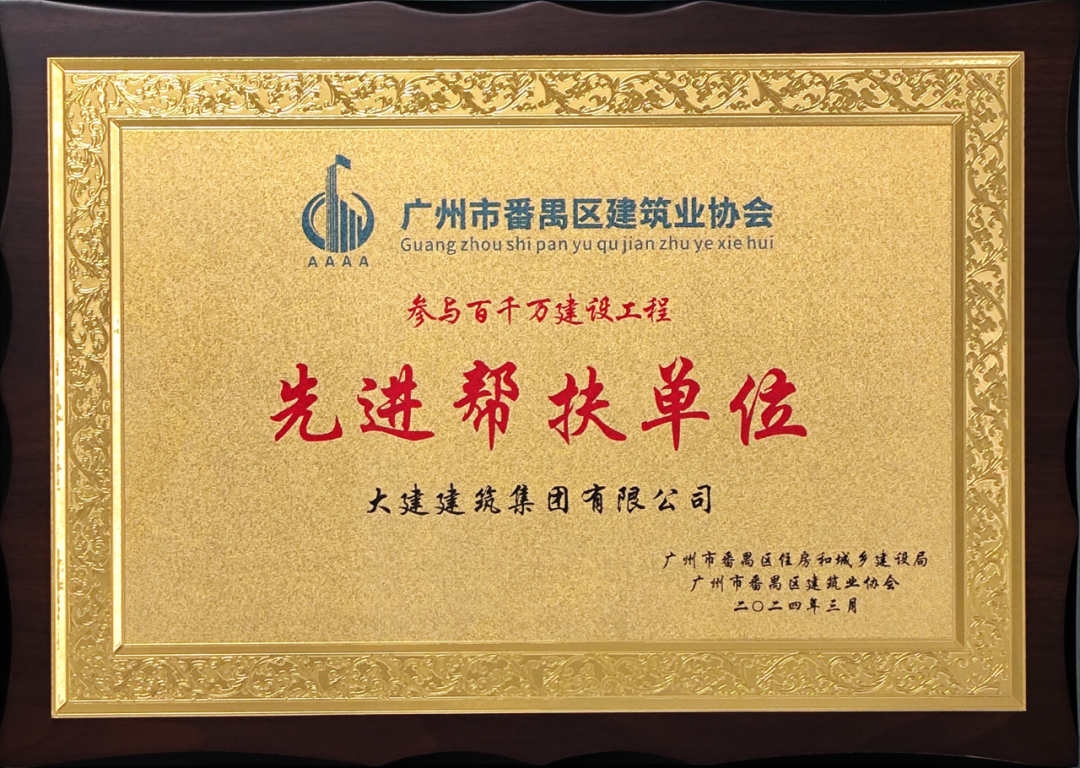 广州市番禺区建筑业协会
Guang zhou shi pan yu qu jian zhu ye xie hui
AAAA
参与百千万建设工程
先进帮扶单位
大建建筑集团有限公司
广州市番禺区住房和城乡建设局
广州市番禺区建筑业协会
二〇二四年三月